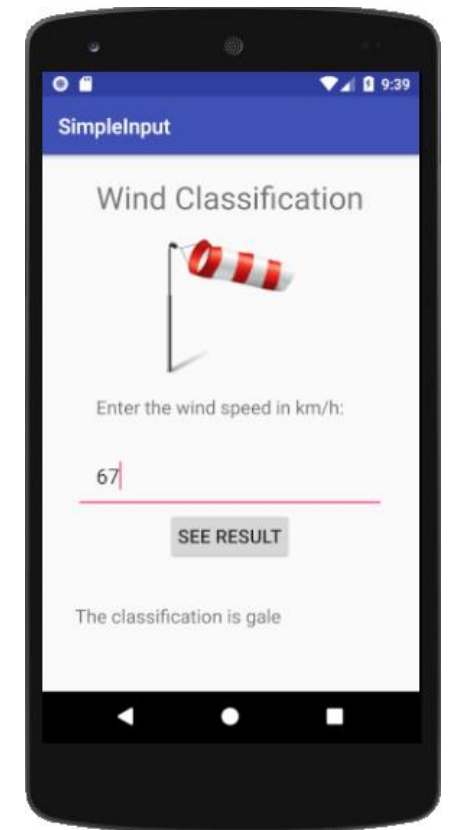 9:39
SimpleInput
Wind Classification
Enter the wind speed in km/h:
67
SEE RESULT
The classification is gale